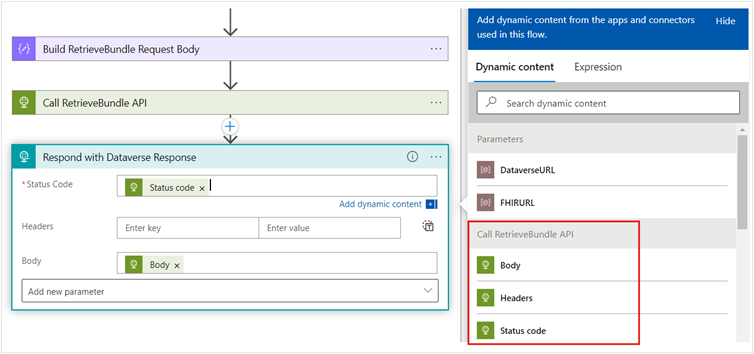 Build RetrieveBundle Request Body
Call RetrieveBundle API
Respond with Dataverse Response
* Status Code
Status code ×
Add dynamic content
Headers
Enter key
Enter value
Body
Body ×
Add new parameter
Add dynamic content from the apps and connectors
used in this flow.
Hide
Dynamic content
Expression
Search dynamic content
Parameters
DataverseURL
FHIRURL
Call RetrieveBundle API
Body
Headers
Status code